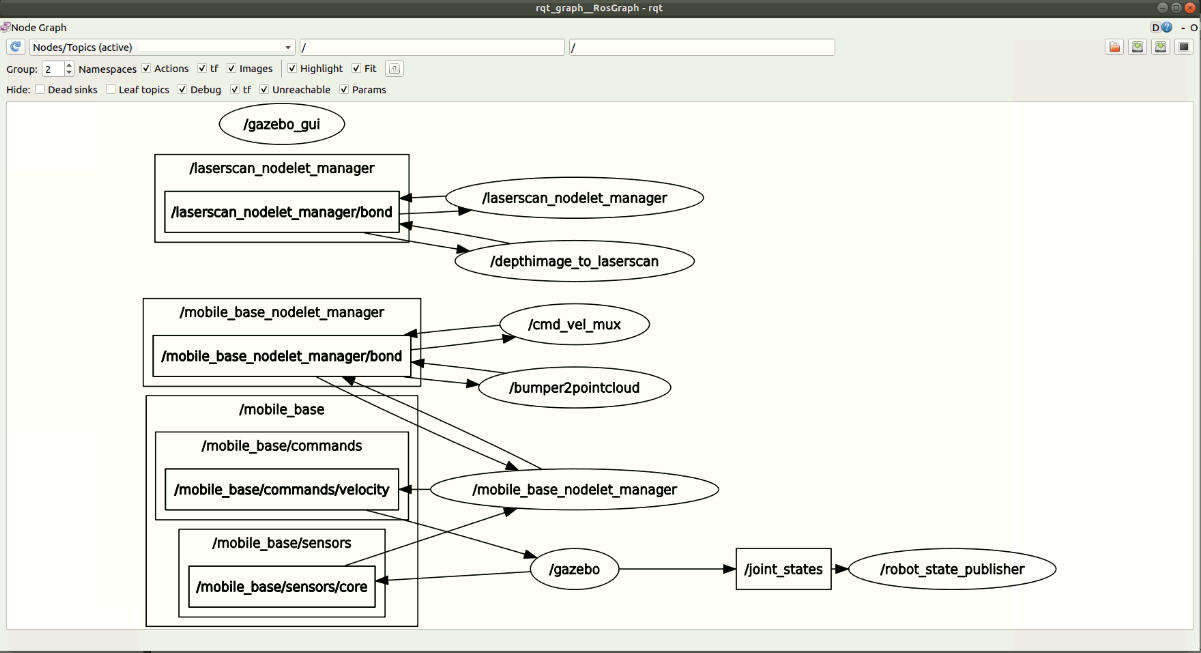 rqt_graph__RosGraph - rqt
Node Graph
D
- O
Nodes/Topics (active)
/
/
Group: 2 Namespaces Actions tf Images Highlight Fit
Hide: Dead sinks Leaf topics Debug tf Unreachable Params
/gazebo_gui
/laserscan_nodelet_manager
/laserscan_nodelet_manager/bond
/laserscan_nodelet_manager
/depthimage_to_laserscan
/mobile_base_nodelet_manager
/mobile_base_nodelet_manager/bond
/cmd_vel_mux
/bumper2pointcloud
/mobile_base
/mobile_base/commands
/mobile_base/commands/velocity
/mobile_base_nodelet_manager
/mobile_base/sensors
/mobile_base/sensors/core
/gazebo
/joint_states
/robot_state_publisher